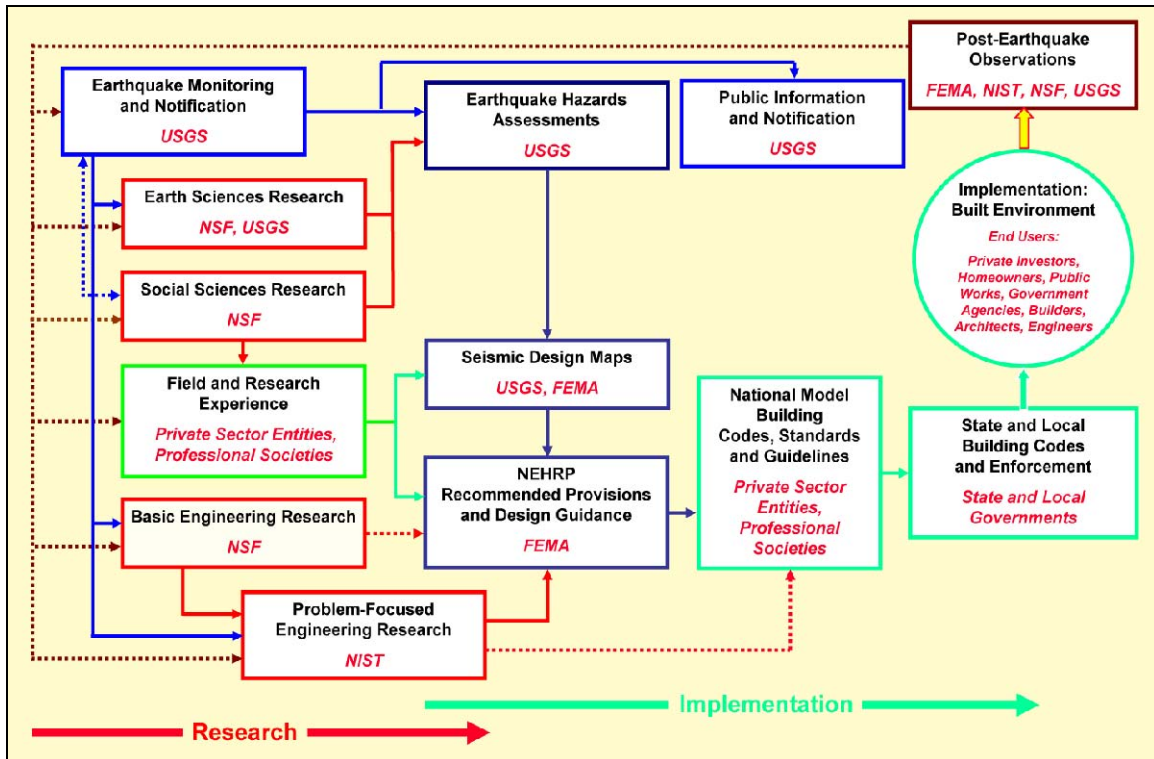 Earthquake Monitoring
and Notification
USGS
Earthquake Hazards
Assessments
USGS
Public Information
and Notification
USGS
Post-Earthquake
Observations
FEMA, NIST, NSF, USGS
Earth Sciences Research
NSF, USGS
Social Sciences Research
NSF
Field and Research
Experience
Private Sector Entities,
Professional Societies
Basic Engineering Research
NSF
Problem-Focused
Engineering Research
NIST
Seismic Design Maps
USGS, FEMA
NEHRP
Recommended Provisions
and Design Guidance
FEMA
National Model
Building
Codes, Standards
and Guidelines
Private Sector
Entities,
Professional
Societies
State and Local
Building Codes
and Enforcement
State and Local
Governments
Implementation:
Built Environment
End Users:
Private Investors,
Homeowners, Public
Works, Government
Agencies, Builders,
Architects, Engineers
Implementation
Research